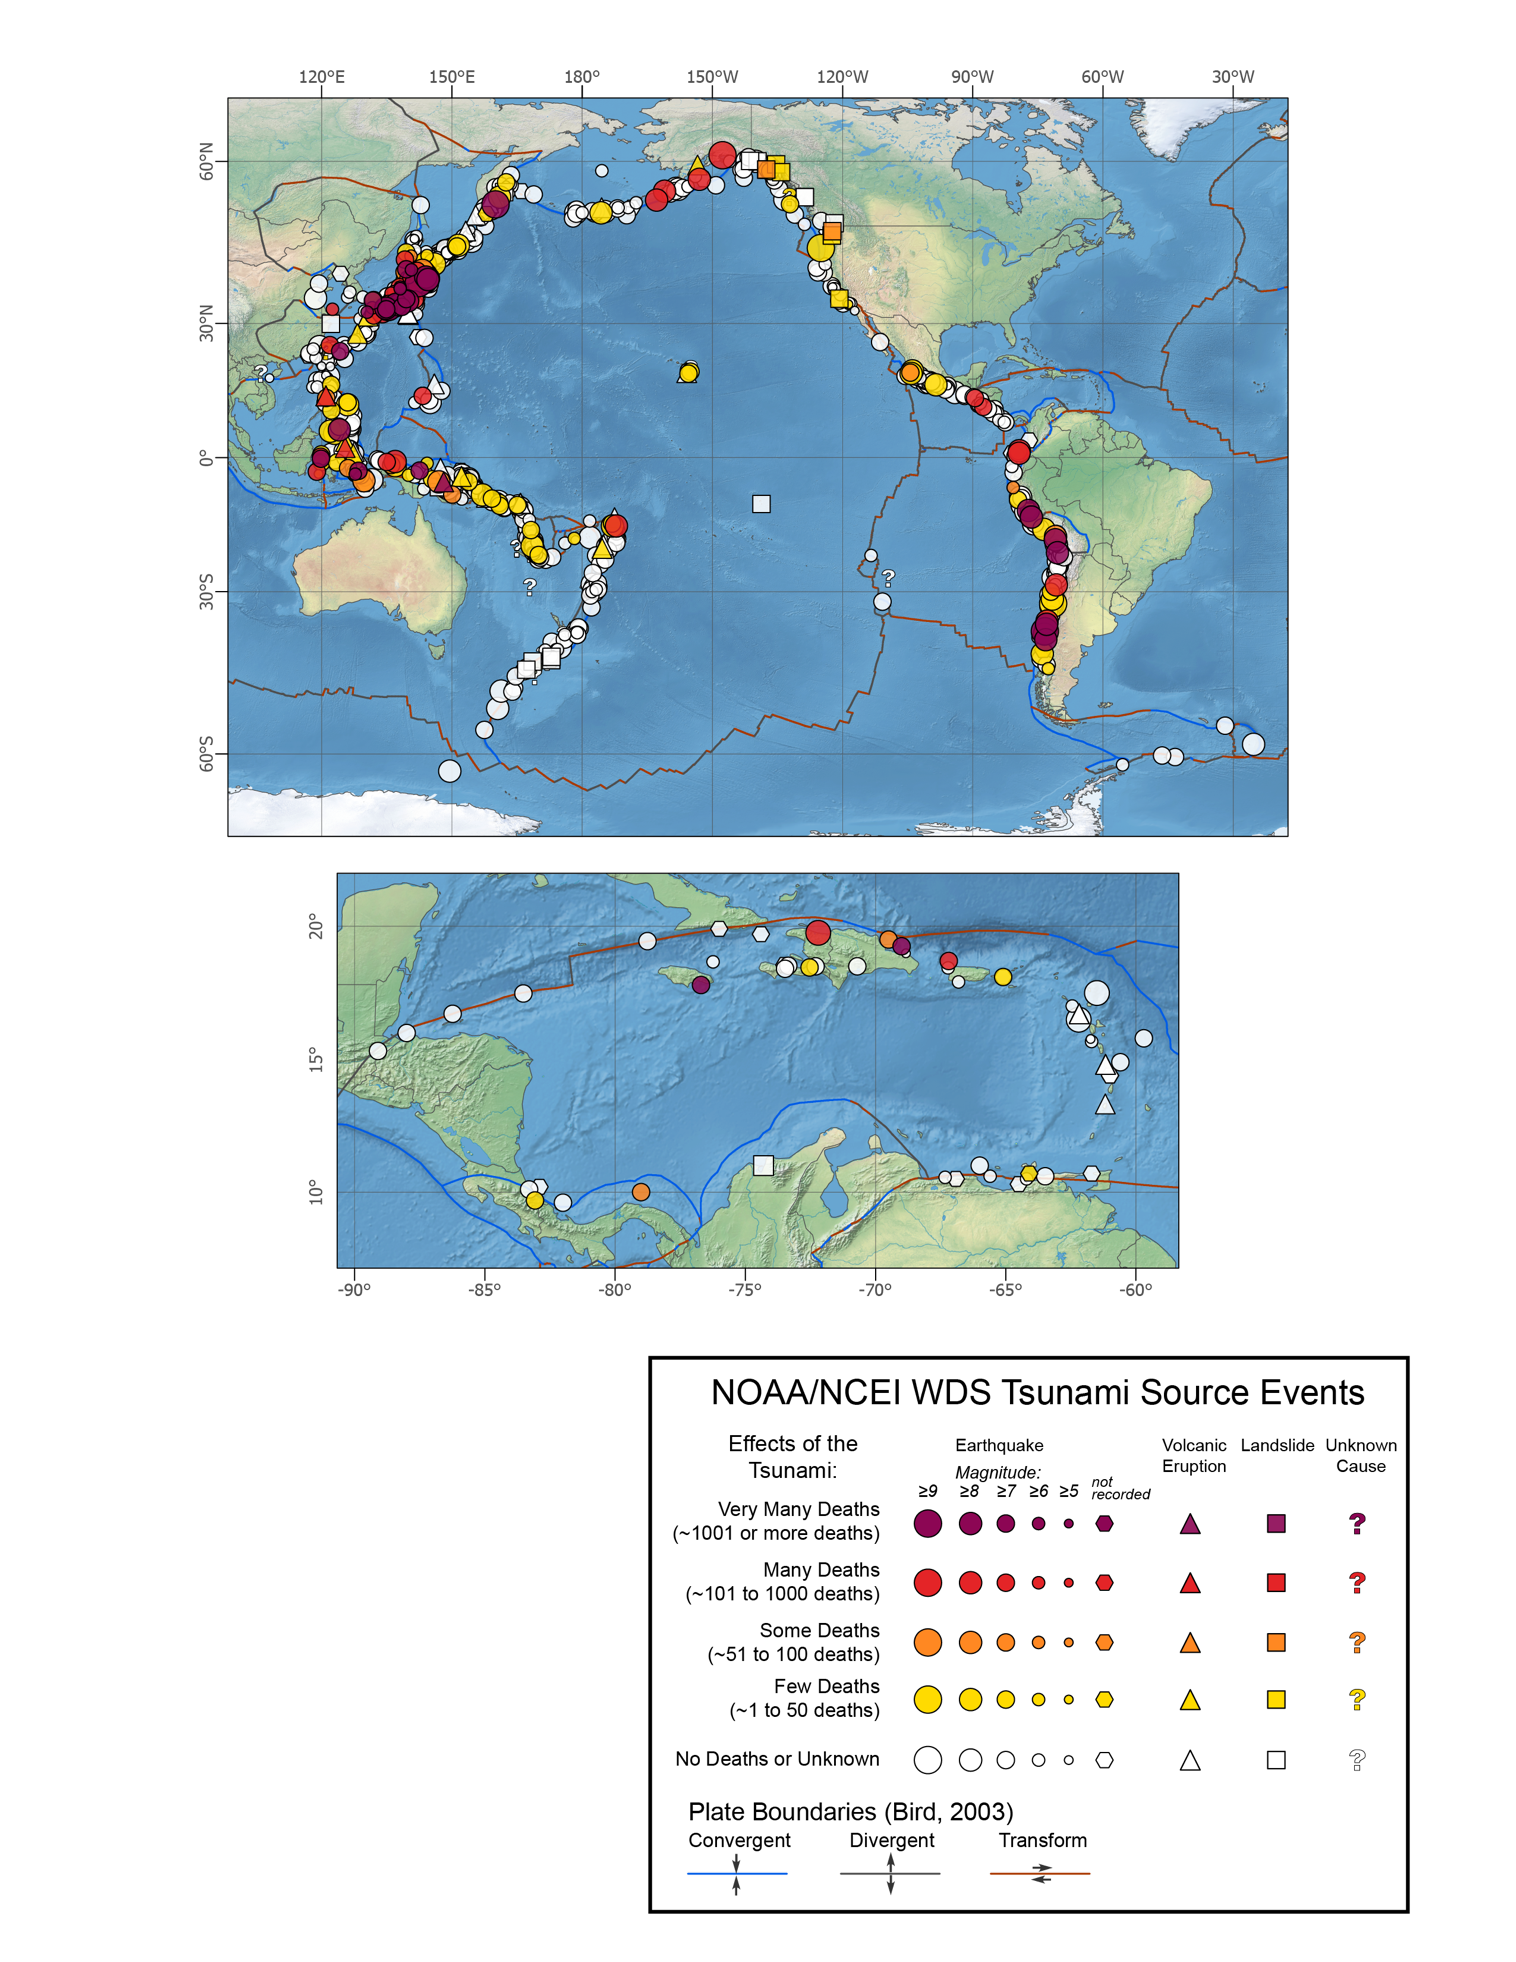 120°E 150°E 180° 150°W 120°W 90°W 60°W 30°W
60°N
30°N
0°
30°S
60°S
?
?
?
?
?
20°
15°
10°
-90° -85° -80° -75° -70° -65° -60°
NOAA/NCEI WDS Tsunami Source Events
Effects of the
Tsunami:
Earthquake
Magnitude:
≥9 ≥8 ≥7 ≥6 ≥5 not
recorded
Volcanic
Eruption
Landslide
Unknown
Cause
Very Many Deaths
(~1001 or more deaths)
?
Many Deaths
(~101 to 1000 deaths)
?
Some Deaths
(~51 to 100 deaths)
?
Few Deaths
(~1 to 50 deaths)
?
No Deaths or Unknown
?
Plate Boundaries (Bird, 2003)
Convergent Divergent Transform